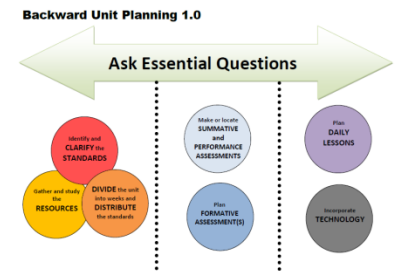 Backward Unit Planning 1.0
Ask Essential Questions
Identify and
CLARIFY the
STANDARDS
Gather and study
the
RESOURCES
DIVIDE the unit
into weeks and
DISTRIBUTE
the standards
Make or locate
SUMMATIVE
and
PERFORMANCE
ASSESSMENTS
Plan
FORMATIVE
ASSESSMENT(S)
Plan
DAILY
LESSONS
Incorporate
TECHNOLOGY